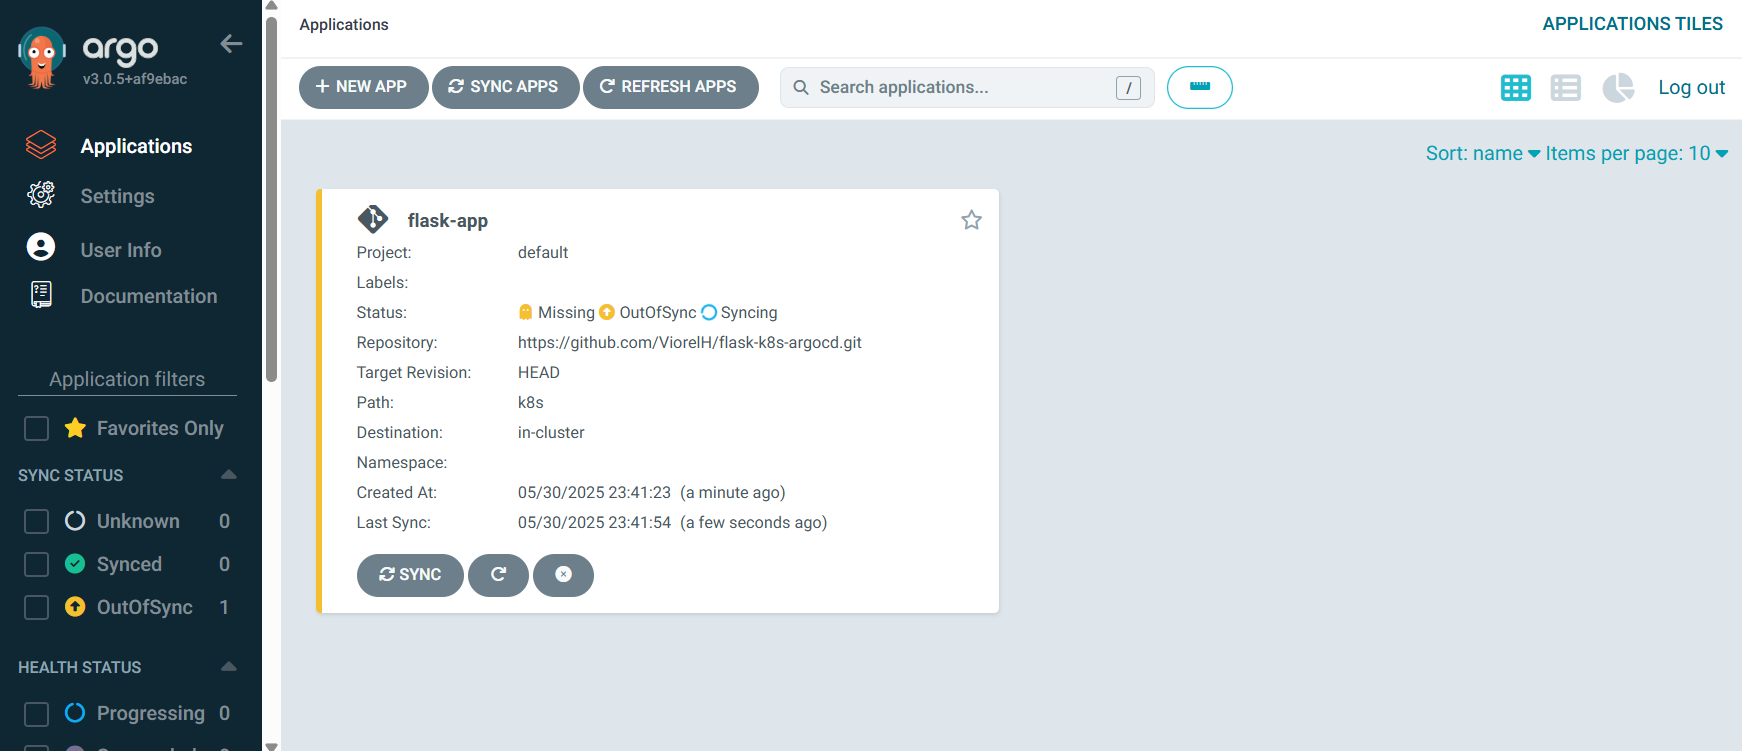 argo
v3.0.5+af9ebac
Applications
Settings
User Info
Documentation
Application filters
Favorites Only
SYNC STATUS
Unknown 0
Synced 0
OutOfSync 1
HEALTH STATUS
Progressing 0
Applications
APPLICATIONS TILES
+ NEW APP SYNC APPS REFRESH APPS Search applications... / Log out
Sort: name Items per page: 10
flask-app
Project: default
Labels:
Status: Missing OutOfSync Syncing
Repository: https://github.com/ViorelH/flask-k8s-argocd.git
Target Revision: HEAD
Path: k8s
Destination: in-cluster
Namespace:
Created At: 05/30/2025 23:41:23 (a minute ago)
Last Sync: 05/30/2025 23:41:54 (a few seconds ago)
SYNC